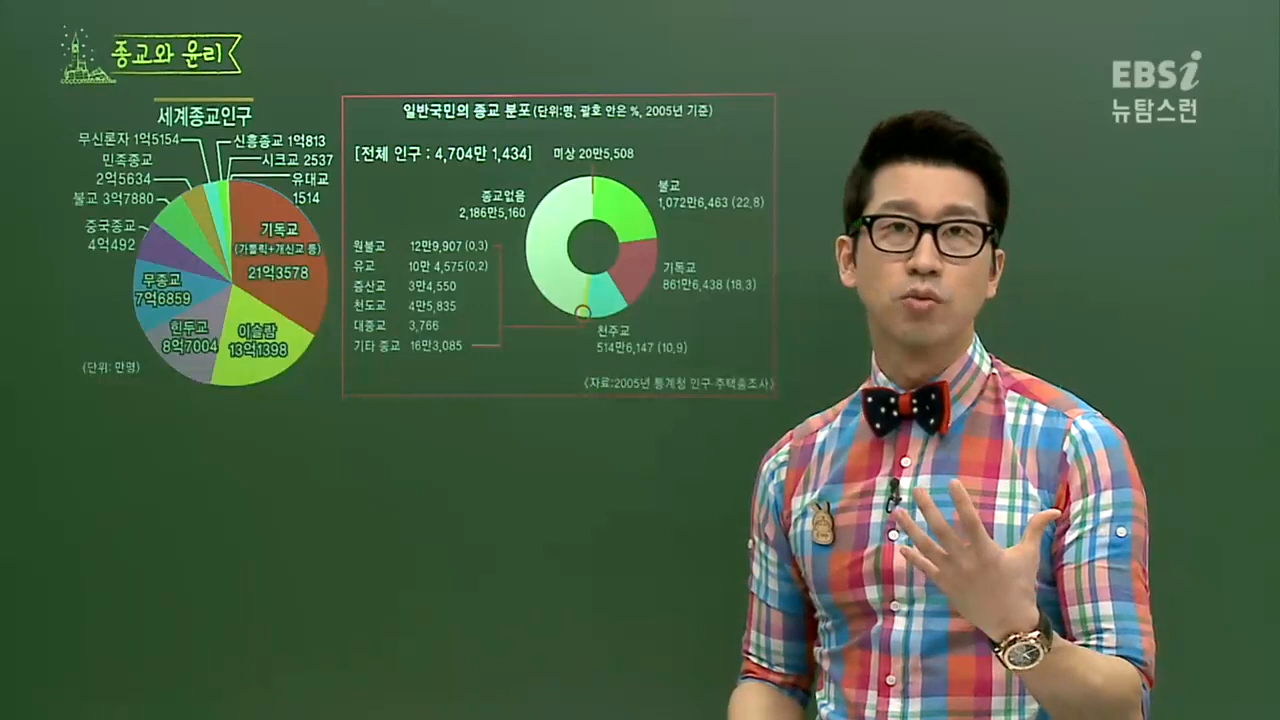 종교와 윤리
EBSi
뉴탐스런
세계종교인구
무신론자 1억5154
신흥종교 1억813
민족종교
2억5634
시크교 2537
유대교
1514
불교 3억7880
중국종교
4억492
기독교
(가톨릭+개신교 등)
21억3578
무종교
7억6859
힌두교
8억7004
이슬람
13억1398
(단위: 만명)
일반국민의 종교 분포 (단위:명, 괄호 안은 %, 2005년 기준)
[전체 인구 : 4,704만 1,434]
미상 20만5,508
종교없음
2,186만5,160
불교
1,072만6,463 (22,8)
원불교 12만9,907 (0,3)
유교 10만 4,575(0,2)
증산교 3만4,550
천도교 4만5,835
대종교 3,766
기타 종교 16만3,085
기독교
861만6,438 (18,3)
천주교
514만6,147 (10,9)
《자료:2005년 통계청 인구·주택총조사》